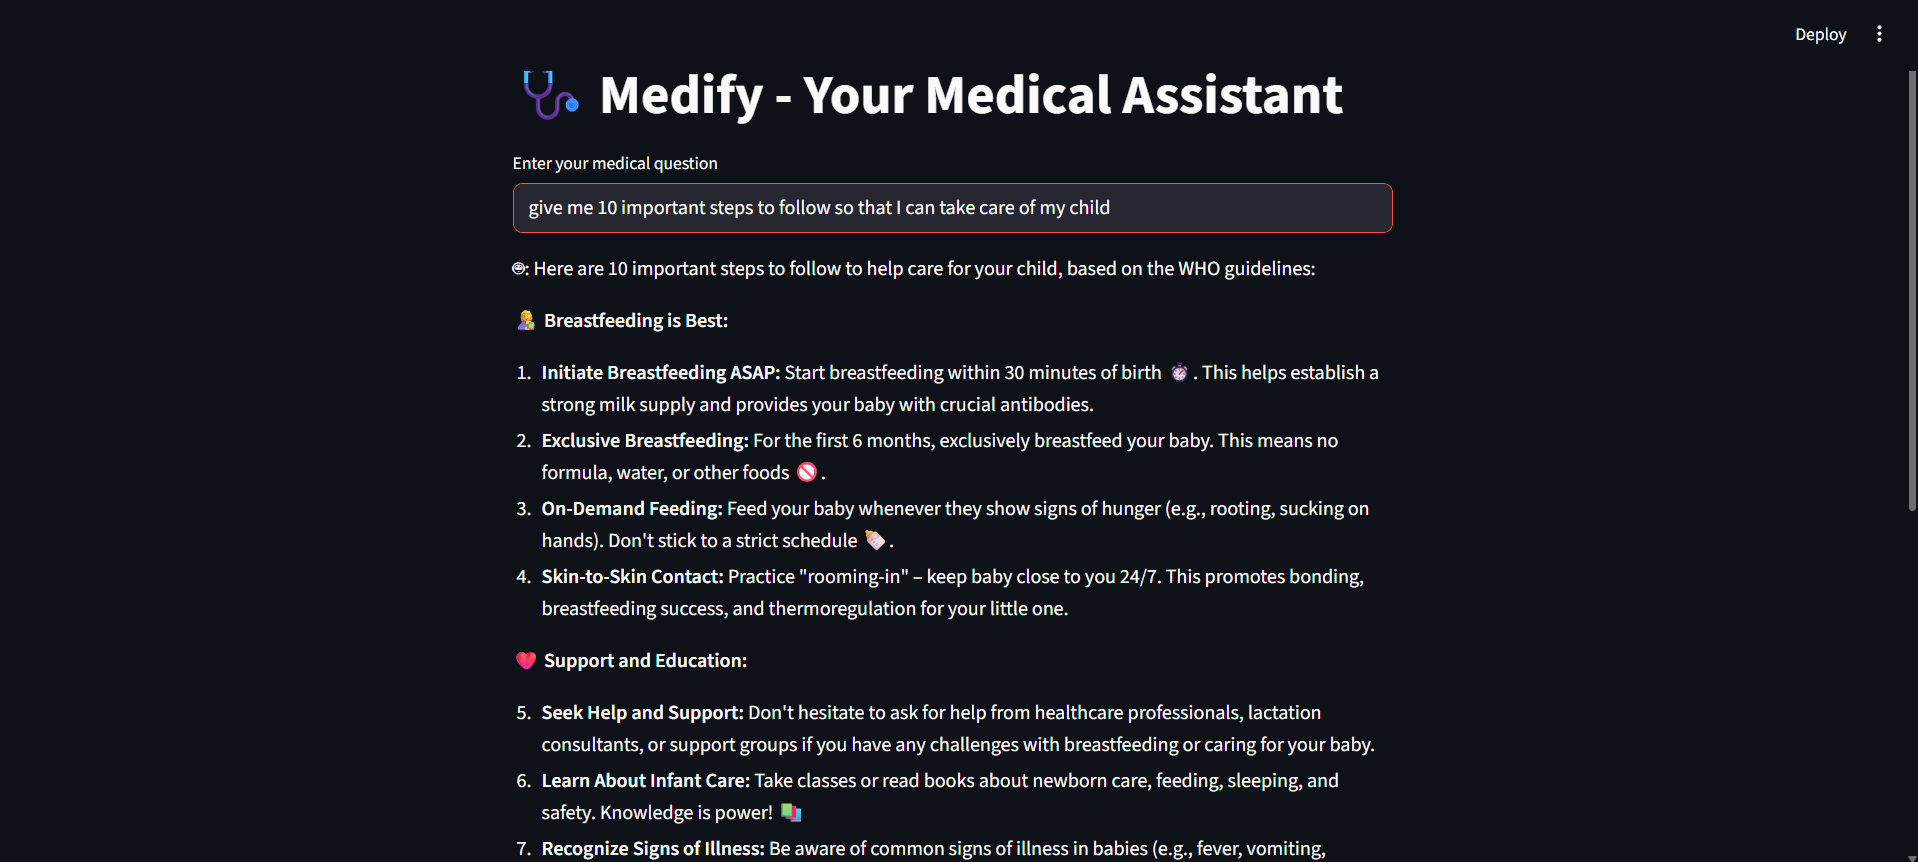 Deploy
🩺 Medify - Your Medical Assistant
Enter your medical question
give me 10 important steps to follow so that I can take care of my child
🤓: Here are 10 important steps to follow to help care for your child, based on the WHO guidelines:
🤱 Breastfeeding is Best:
1. Initiate Breastfeeding ASAP: Start breastfeeding within 30 minutes of birth ⏱️ . This helps establish a
strong milk supply and provides your baby with crucial antibodies.
2. Exclusive Breastfeeding: For the first 6 months, exclusively breastfeed your baby. This means no
formula, water, or other foods 🚫 .
3. On-Demand Feeding: Feed your baby whenever they show signs of hunger (e.g., rooting, sucking on
hands). Don't stick to a strict schedule 🍼 .
4. Skin-to-Skin Contact: Practice "rooming-in" – keep baby close to you 24/7. This promotes bonding,
breastfeeding success, and thermoregulation for your little one.
❤️ Support and Education:
5. Seek Help and Support: Don't hesitate to ask for help from healthcare professionals, lactation
consultants, or support groups if you have any challenges with breastfeeding or caring for your baby.
6. Learn About Infant Care: Take classes or read books about newborn care, feeding, sleeping, and
safety. Knowledge is power! 📚
7. Recognize Signs of Illness: Be aware of common signs of illness in babies (e.g., fever, vomiting,